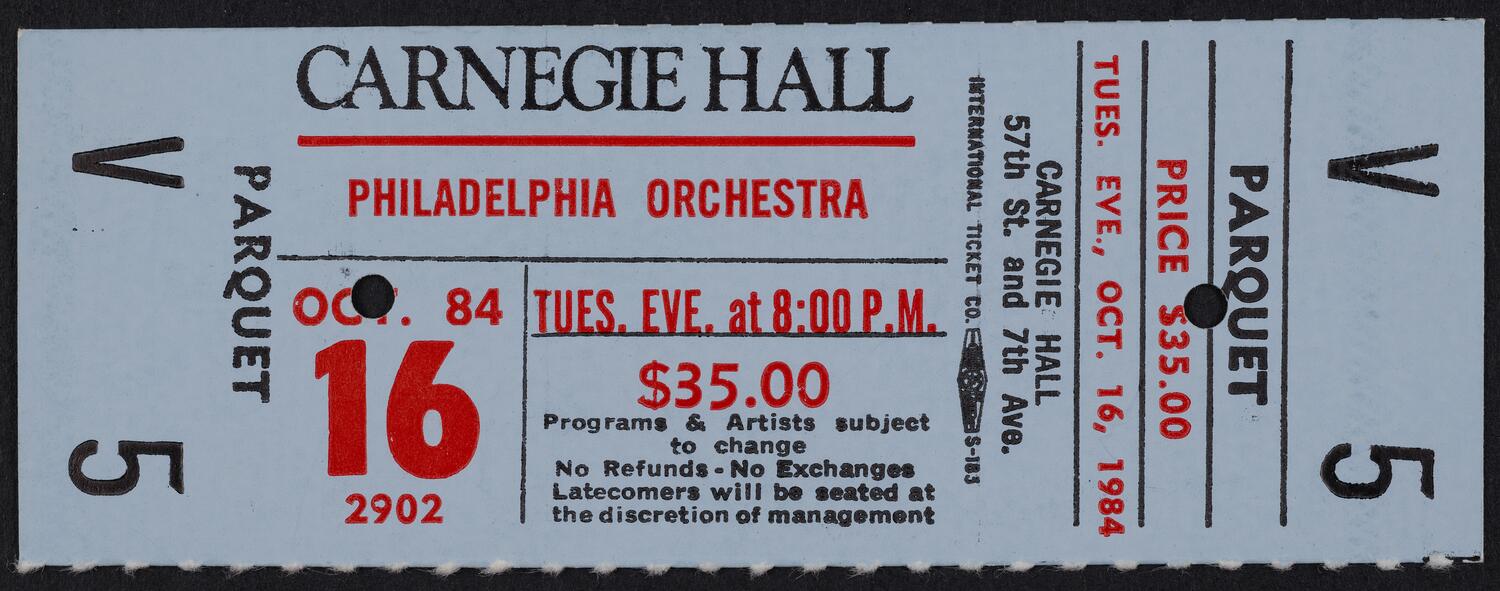 V
5
PARQUET
CARNEGIE HALL
PHILADELPHIA ORCHESTRA
OCT. 84
16
2902
TUES. EVE. at 8:00 P.M.
$35.00
Programs & Artists subject
to change
No Refunds - No Exchanges
Latecomers will be seated at
the discretion of management
CARNEGIE HALL
57th St. and 7th Ave.
INTERNATIONAL TICKET CO. S-183
TUES. EVE., OCT. 16, 1984
PRICE $35.00
PARQUET
V
5